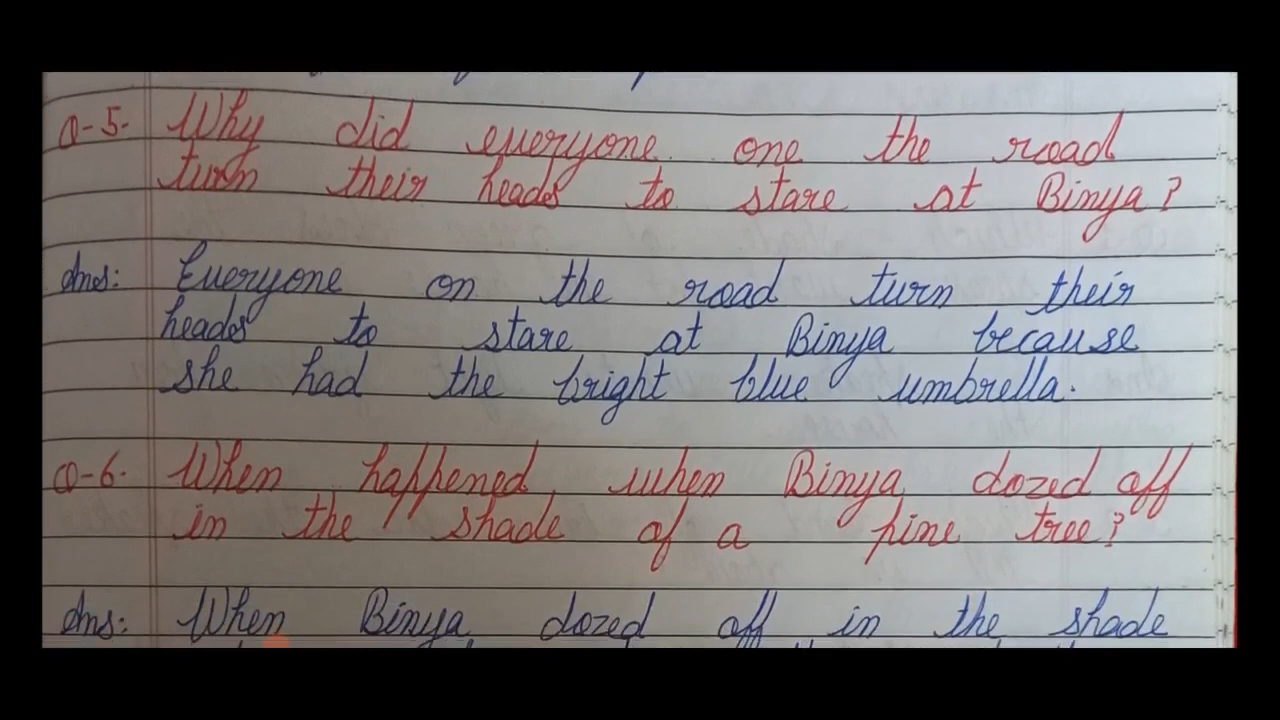 Q-5- Why did everyone one the road
turn their heads to stare at Binya?
Ans: Everyone on the road turn their
heads to stare at Binya because
she had the bright blue umbrella.
Q-6- When happened when Binya dozed off
in the shade of a pine tree?
Ans: When Binya dozed off in the shade